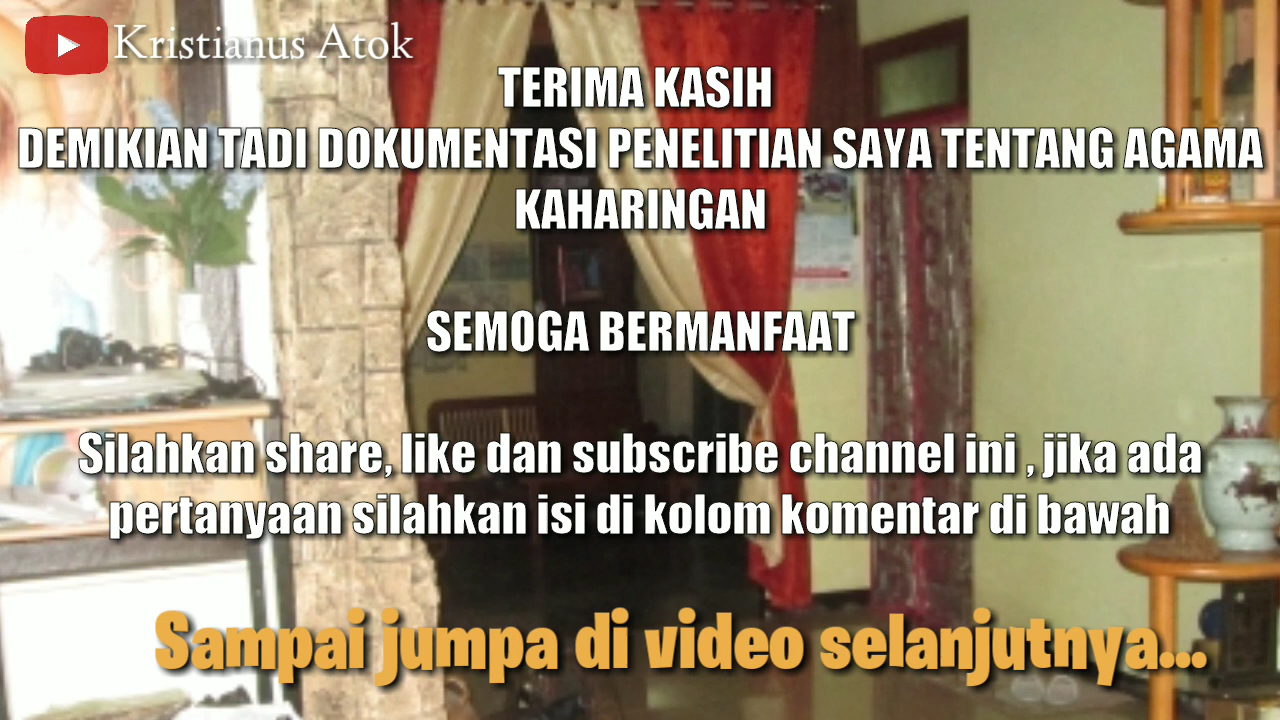 Kristianus Atok
TERIMA KASIH
DEMIKIAN TADI DOKUMENTASI PENELITIAN SAYA TENTANG AGAMA
KAHARINGAN
SEMOGA BERMANFAAT
Silahkan share, like dan subscribe channel ini , jika ada
pertanyaan silahkan isi di kolom komentar di bawah
Sampai jumpa di video selanjutnya...